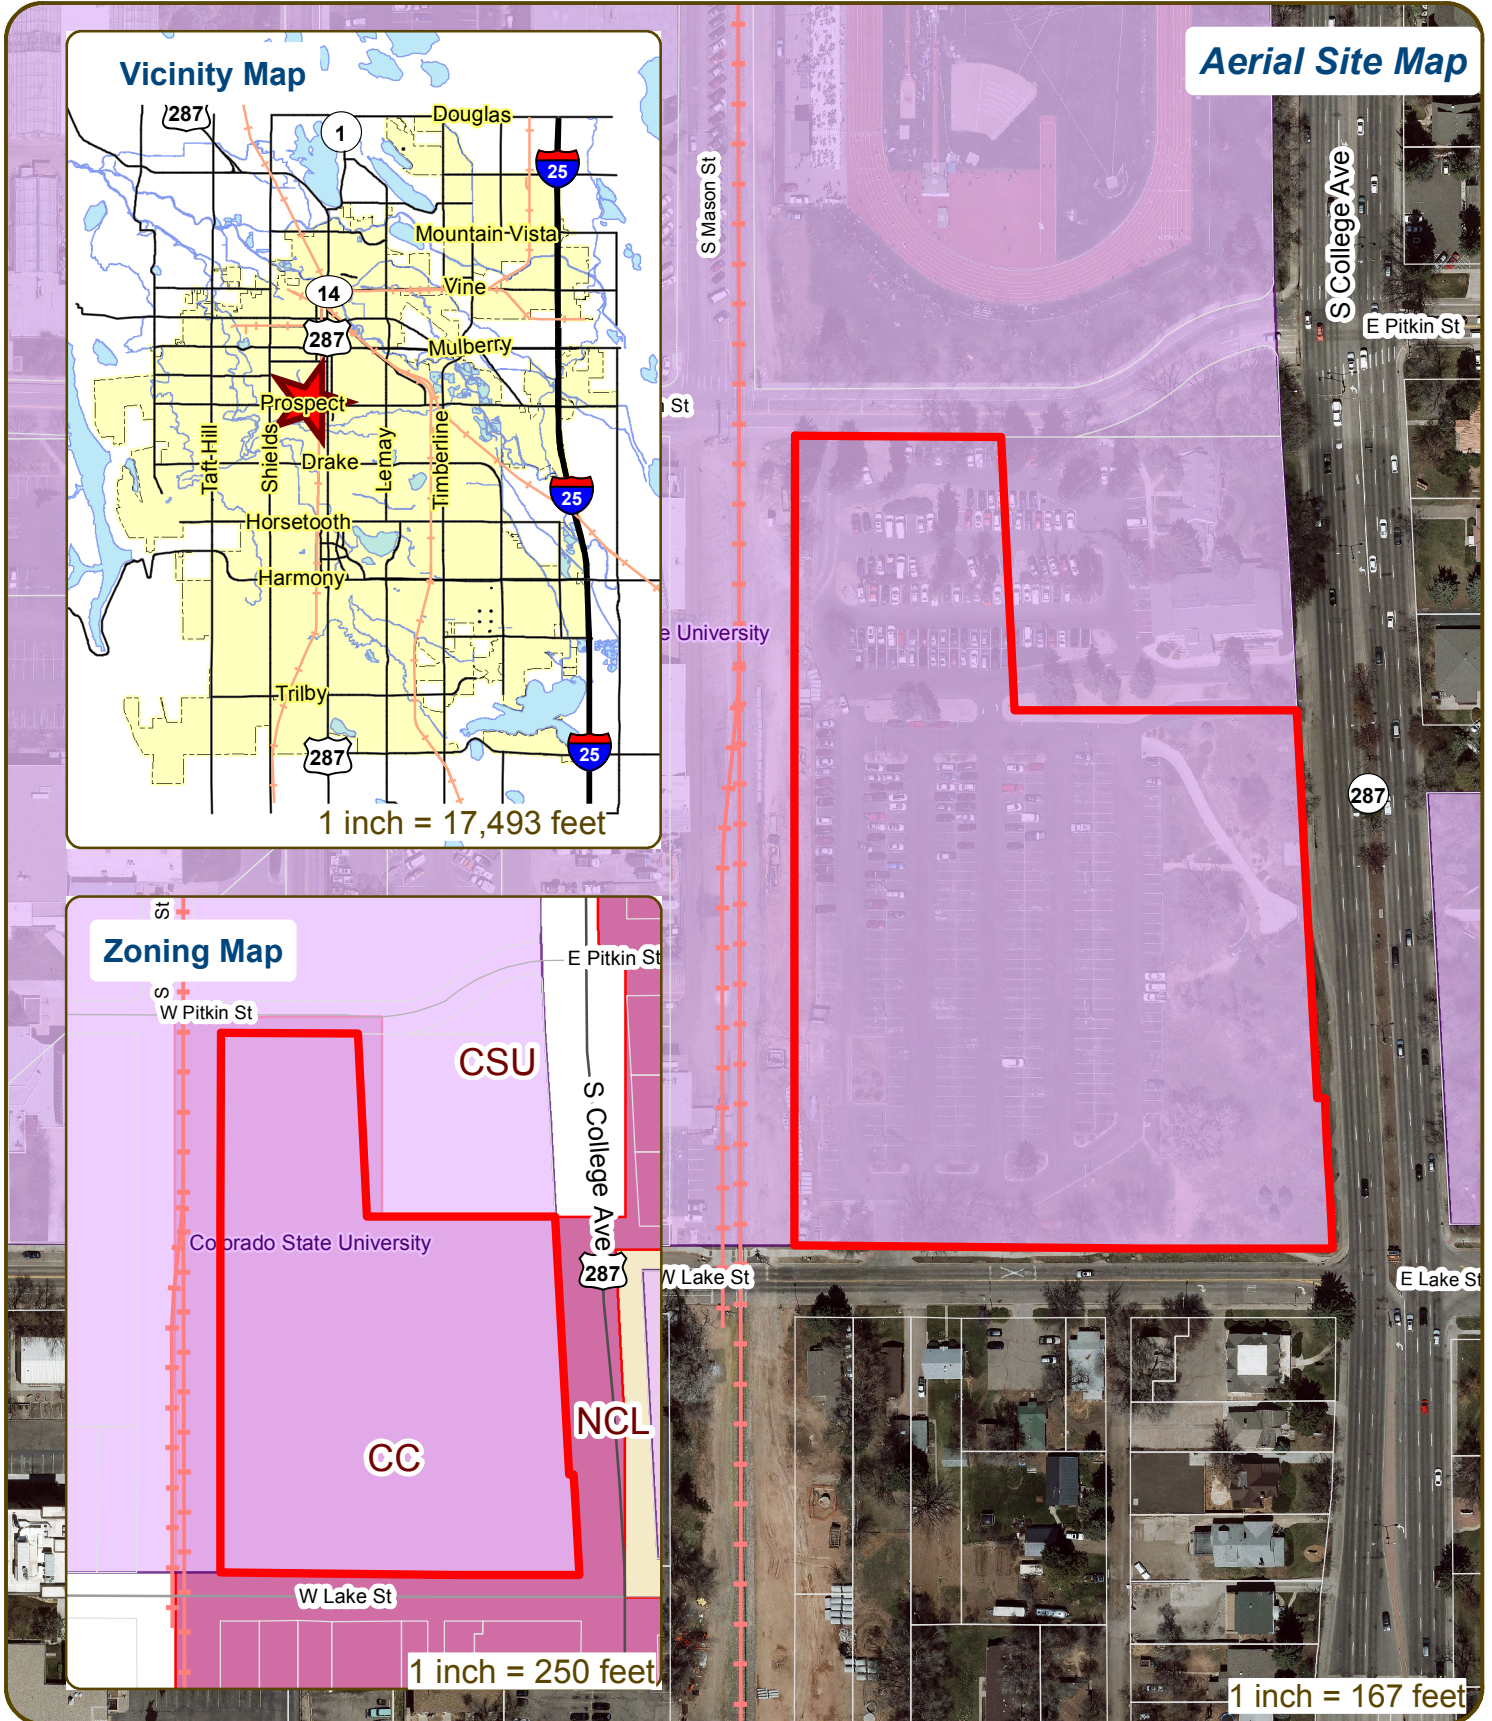 Vicinity Map
287
1
Douglas
25
Mountain Vista
Vine
14
287
Mulberry
Prospect
Taft-Hill
Shields
Drake
Lemay
Timberline
25
Horsetooth
Harmony
Trilby
287
25
1 inch = 17,493 feet
Aerial Site Map
S Mason St
S College Ave
E Pitkin St
St
e University
287
W Lake St
E Lake St
1 inch = 167 feet
Zoning Map
St
S
E Pitkin St
W Pitkin St
CSU
S College Ave
Colorado State University
287
NCL
CC
W Lake St
1 inch = 250 feet